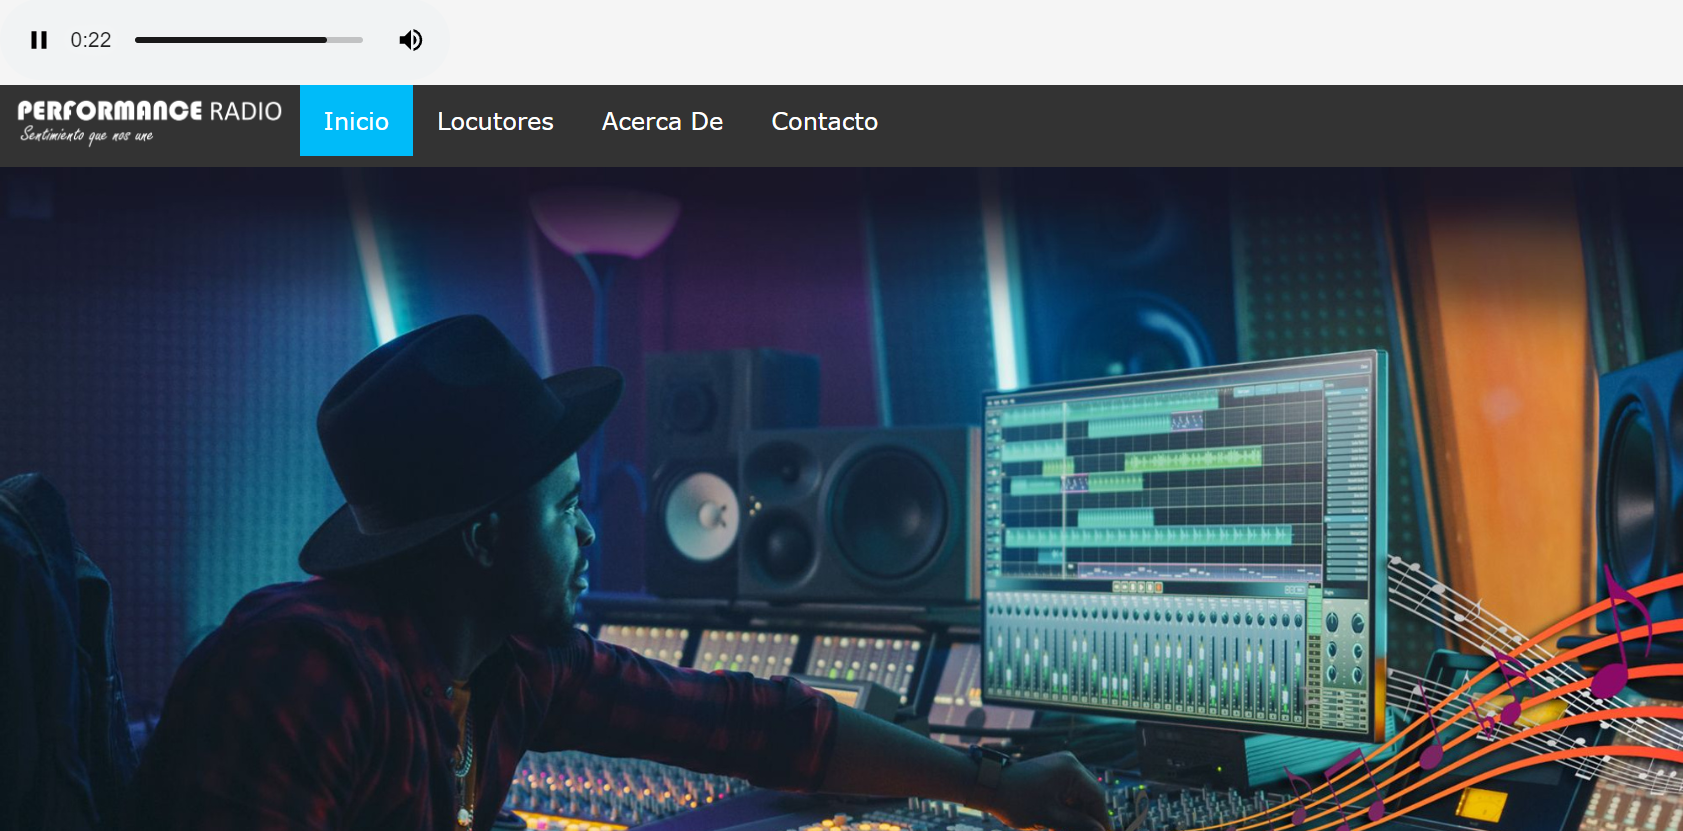 0:22
PERFORMANCE RADIO
Sentimiento que nos une
Inicio
Locutores
Acerca De
Contacto